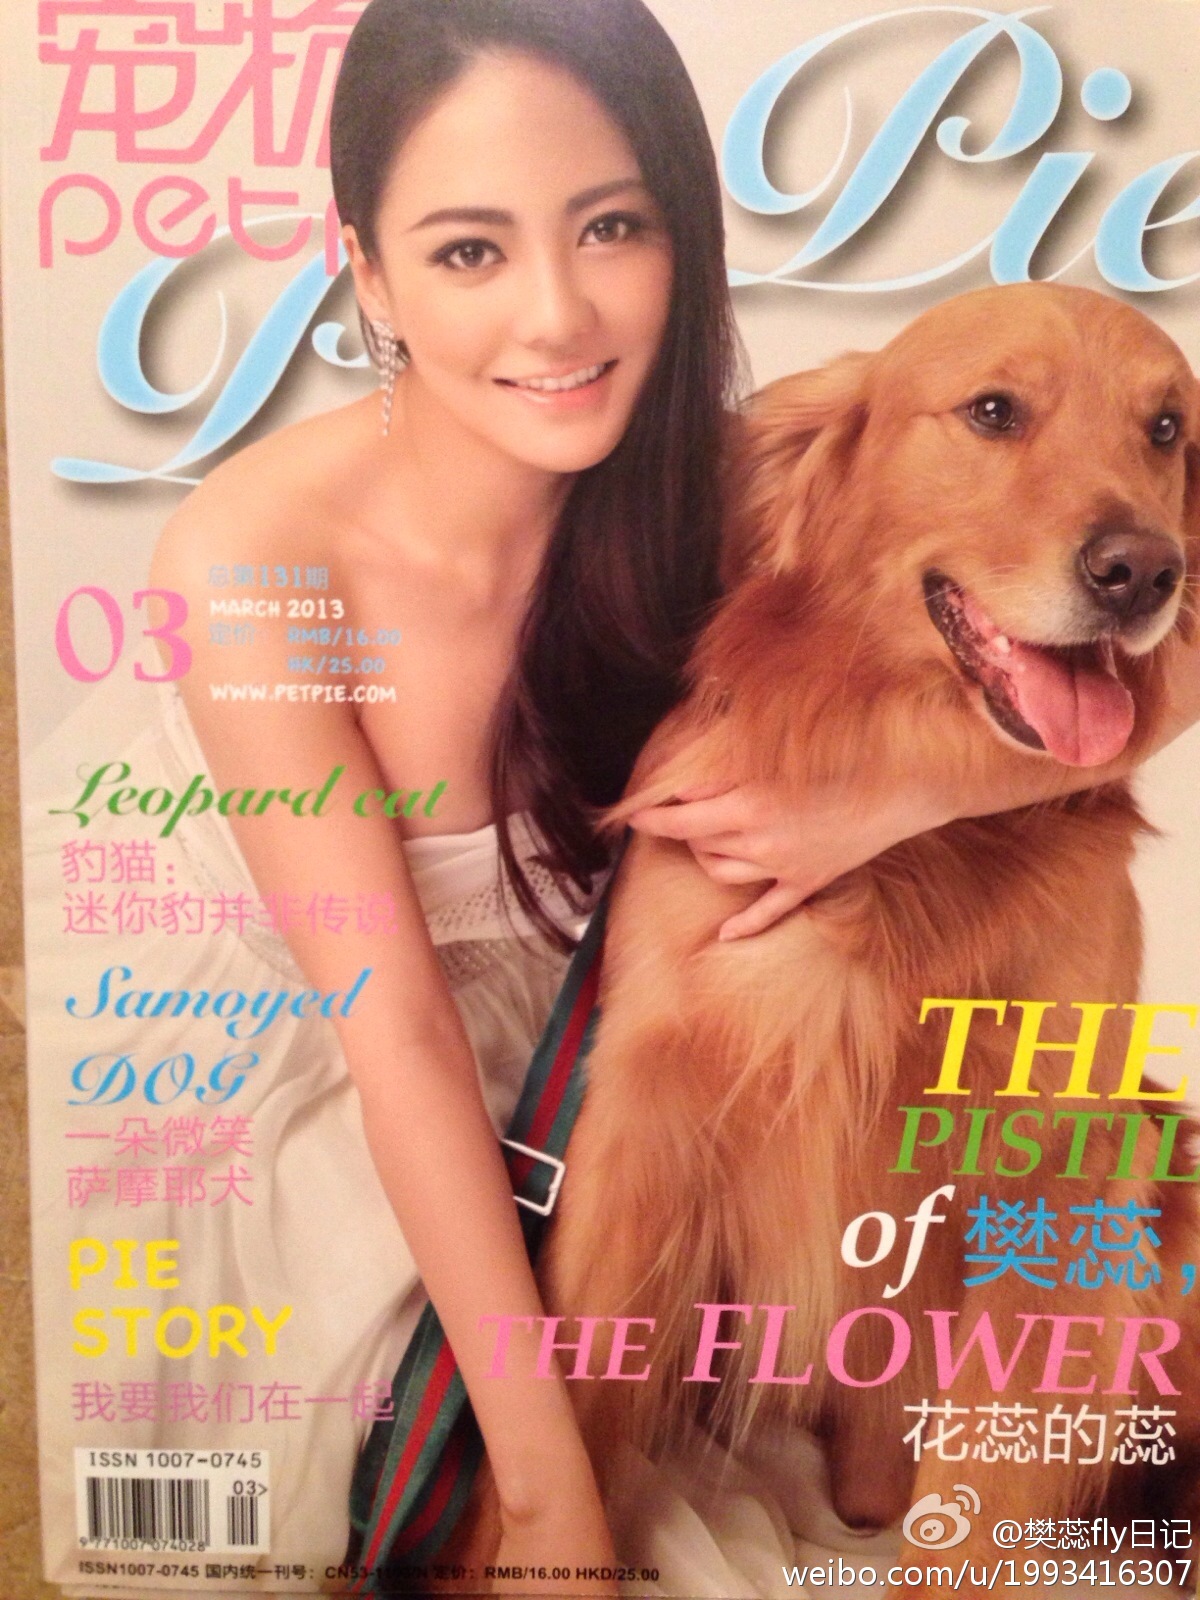 宠物
petp
Pie
03
总第131期
MARCH 2013
定价: RMB/16.00
HK/25.00
WWW.PETPIE.COM
Leopard cat
豹猫:
迷你豹并非传说
Samoyed
DOG
一朵微笑
萨摩耶犬
PIE
STORY
我要我们在一起
THE
PISTIL
of 樊蕊,
THE FLOWER
花蕊的蕊
ISSN 1007-0745
03>
9 771007 074028
ISSN1007-0745 国内统一刊号: 定价: RMB/16.00 HKD/25.00
@樊蕊fly日记
weibo.com/u/1993416307